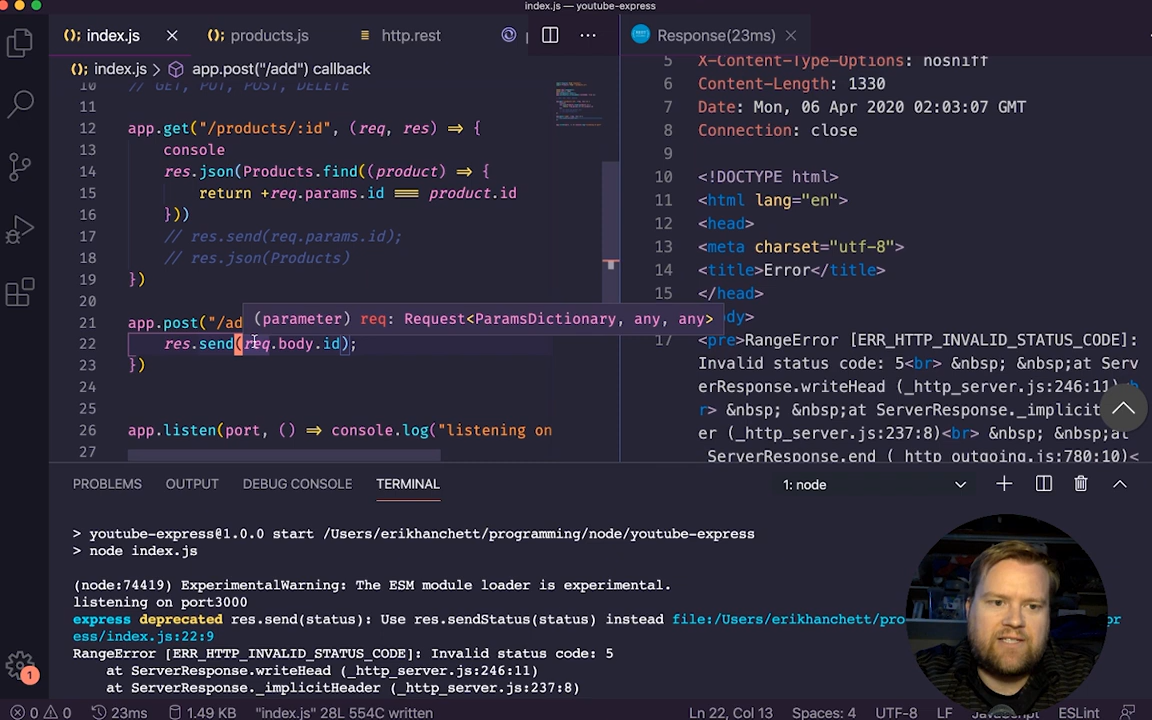 index.js — youtube-express
index.js
products.js
http.rest
Response(23ms)
index.js > app.post("/add") callback
10 // GET, PUT, POST, DELETE
11
12 app.get("/products/:id", (req, res) => {
13 console
14 res.json(Products.find((product) => {
15 return +req.params.id === product.id
16 }))
17 // res.send(req.params.id);
18 // res.json(Products)
19 })
20
21 app.post("/ad
(parameter) req: Request<ParamsDictionary, any, any>
22 res.send(req.body.id);
23 })
24
25
26 app.listen(port, () => console.log("listening on
27
5 X-Content-Type-Options: nosniff
6 Content-Length: 1330
7 Date: Mon, 06 Apr 2020 02:03:07 GMT
8 Connection: close
9
10 <!DOCTYPE html>
11 <html lang="en">
12 <head>
13 <meta charset="utf-8">
14 <title>Error</title>
15 </head>
ody>
17 <pre>RangeError [ERR_HTTP_INVALID_STATUS_CODE]:
Invalid status code: 5<br> &nbsp; &nbsp;at Serv
erResponse.writeHead (_http_server.js:246:11)<b
r> &nbsp; &nbsp;at ServerResponse._implicit
er (_http_server.js:237:8)<br> &nbsp; &nbsp;at
ServerResponse.end (_http_outgoing.js:780:10)<
PROBLEMS OUTPUT DEBUG CONSOLE TERMINAL
1: node
> youtube-express@1.0.0 start /Users/erikhanchett/programming/node/youtube-express
> node index.js
(node:74419) ExperimentalWarning: The ESM module loader is experimental.
listening on port3000
express deprecated res.send(status): Use res.sendStatus(status) instead file:/Users/erikhanchett/pro
pr
ess/index.js:22:9
RangeError [ERR_HTTP_INVALID_STATUS_CODE]: Invalid status code: 5
at ServerResponse.writeHead (_http_server.js:246:11)
at ServerResponse._implicitHeader (_http_server.js:237:8)
1
0 0 23ms 1.49 KB "index.js" 28L 554C written
Ln 22, Col 13 Spaces: 4 UTF-8 LF JavaScript ESLint